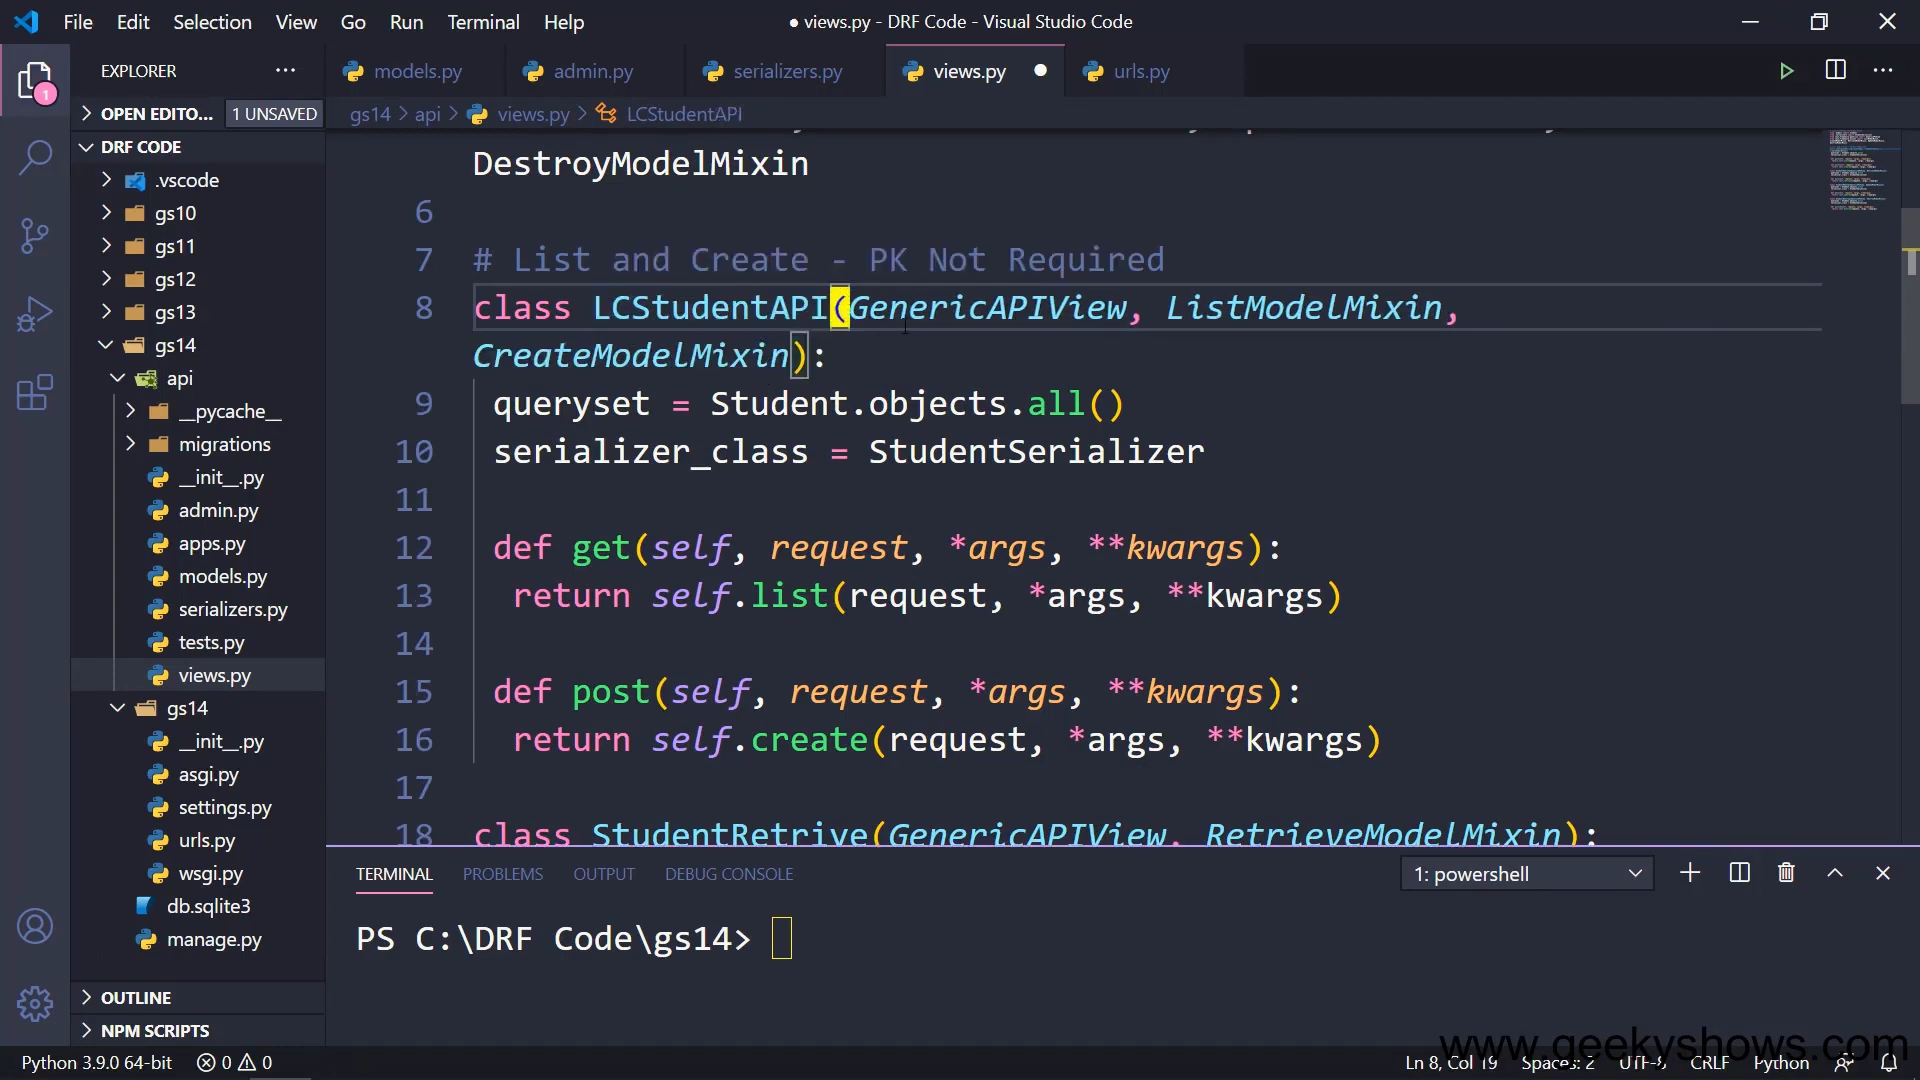 File Edit Selection View Go Run Terminal Help
● views.py - DRF Code - Visual Studio Code
EXPLORER
models.py admin.py serializers.py views.py urls.py
1
OPEN EDITO... 1 UNSAVED
gs14 > api > views.py > LCStudentAPI
DRF CODE
.vscode
gs10
gs11
gs12
gs13
gs14
api
__pycache__
migrations
__init__.py
admin.py
apps.py
models.py
serializers.py
tests.py
views.py
gs14
__init__.py
asgi.py
settings.py
urls.py
wsgi.py
db.sqlite3
manage.py
OUTLINE
NPM SCRIPTS
DestroyModelMixin
6
7 # List and Create - PK Not Required
8 class LCStudentAPI(GenericAPIView, ListModelMixin,
CreateModelMixin):
9 queryset = Student.objects.all()
10 serializer_class = StudentSerializer
11
12 def get(self, request, *args, **kwargs):
13 return self.list(request, *args, **kwargs)
14
15 def post(self, request, *args, **kwargs):
16 return self.create(request, *args, **kwargs)
17
18 class StudentRetrive(GenericAPIView, RetrieveModelMixin):
TERMINAL PROBLEMS OUTPUT DEBUG CONSOLE 1: powershell
PS C:\DRF Code\gs14>
www.geekyshows.com
Python 3.9.0 64-bit 0 0 Ln 8, Col 19 Spaces: 2 UTF-8 CRLF Python